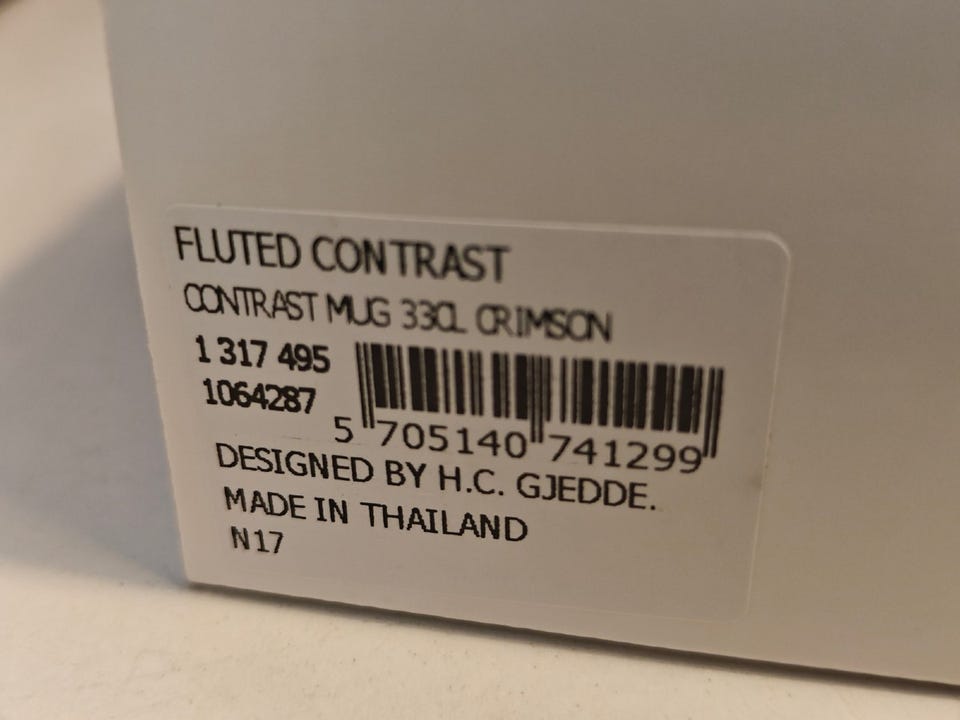 FLUTED CONTRAST
CONTRAST MUG 33CL CRIMSON
1 317 495
1064287
5 705140 741299
DESIGNED BY H.C. GJEDDE.
MADE IN THAILAND
N17